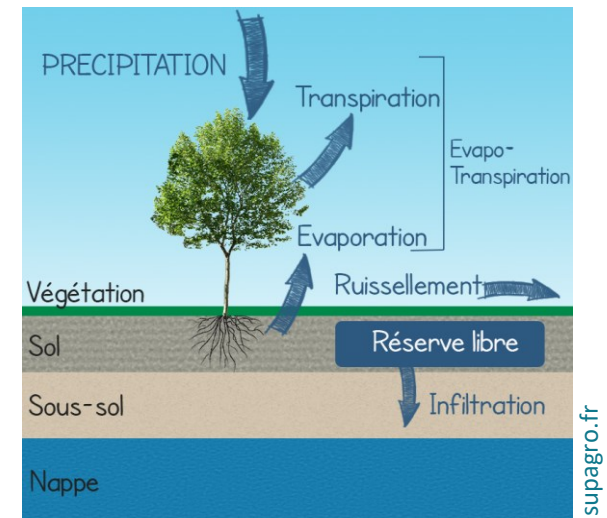 PRECIPITATION
Transpiration
Evapo-
Transpiration
Evaporation
Ruissellement
Végétation
Sol
Réserve libre
Sous-sol
Infiltration
Nappe
supagro.fr